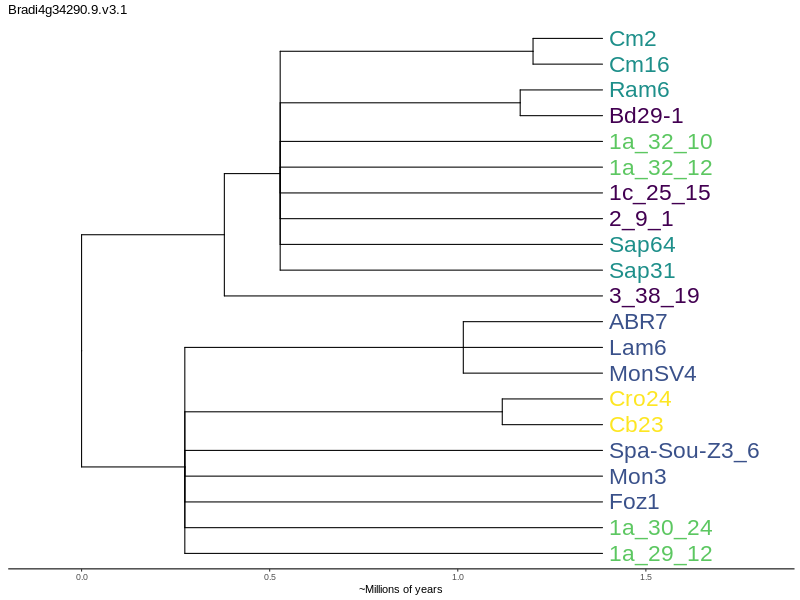 Bradi4g34290.9.v3.1
Cm2
Cm16
Ram6
Bd29-1
1a_32_10
1a_32_12
1c_25_15
2_9_1
Sap64
Sap31
3_38_19
ABR7
Lam6
MonSV4
Cro24
Cb23
Spa-Sou-Z3_6
Mon3
Foz1
1a_30_24
1a_29_12
0.0 0.5 1.0 1.5
~Millions of years